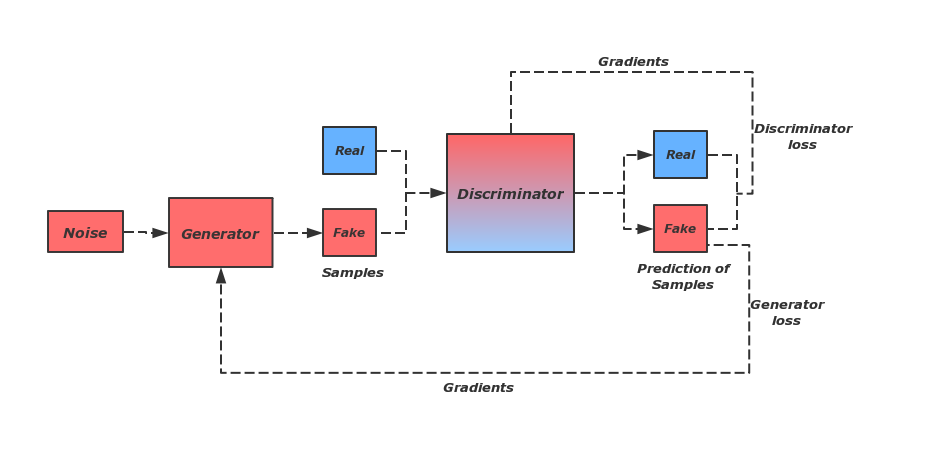 Gradients
Discriminator
loss
Real
Real
Discriminator
Noise
Generator
Fake
Fake
Samples
Prediction of
Samples
Generator
loss
Gradients